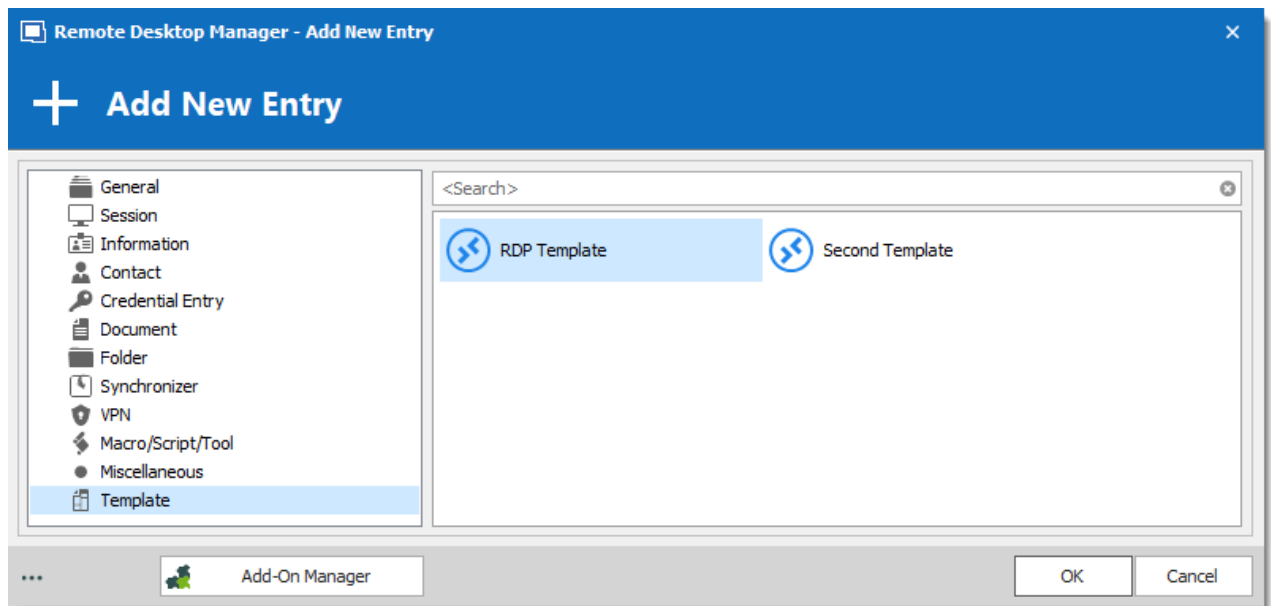 Remote Desktop Manager - Add New Entry
Add New Entry
General
Session
Information
Contact
Credential Entry
Document
Folder
Synchronizer
VPN
Macro/Script/Tool
Miscellaneous
Template
<Search>
RDP Template
Second Template
... Add-On Manager OK Cancel